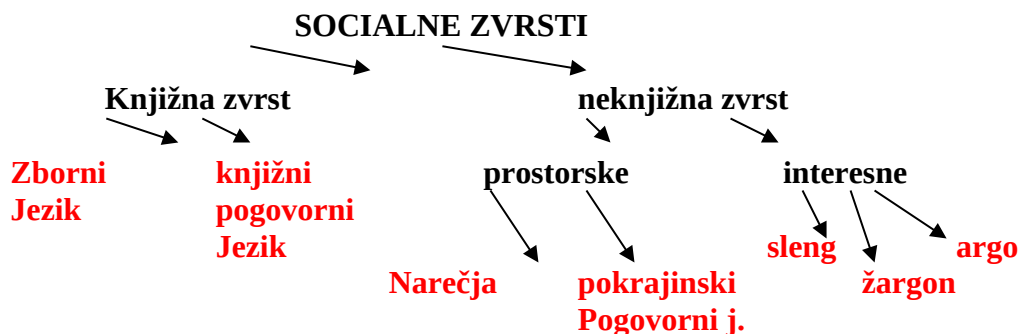 SOCIALNE ZVRSTI
Knjižna zvrst neknjižna zvrst
Zborni knjižni prostorske interesne
Jezik pogovorni
Jezik sleng argo
Narečja pokrajinski žargon
Pogovorni j.